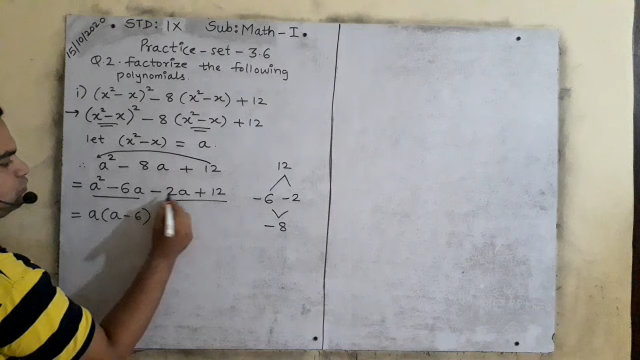 15/10/2020
• STD: IX Sub: Math - I.
Practice - set - 3.6
Q.2. factorize the following
polynomials.
i) (x² - x)² - 8 (x² - x) + 12
→ (x² - x)² - 8 (x² - x) + 12
let (x² - x) = a.
∴ a² - 8a + 12
= a² - 6a - 2a + 12
= a(a - 6)
12
-6 -2
-8